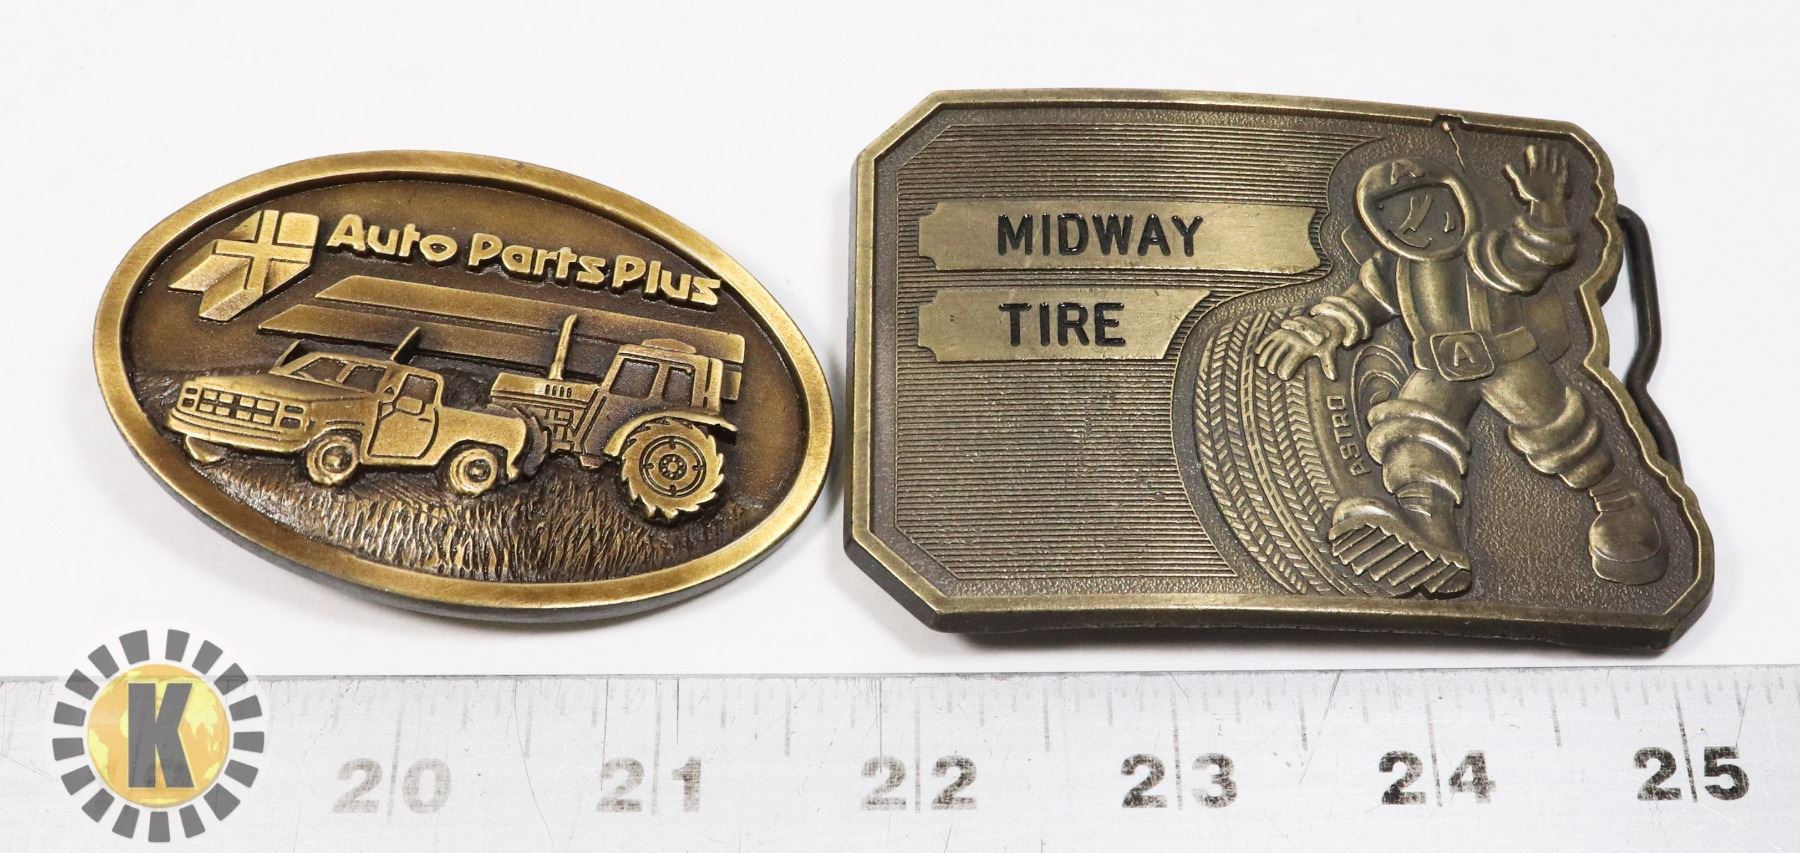 Auto Parts Plus
MIDWAY
TIRE
A
A
ASTRO
K
20 21 22 23 24 25